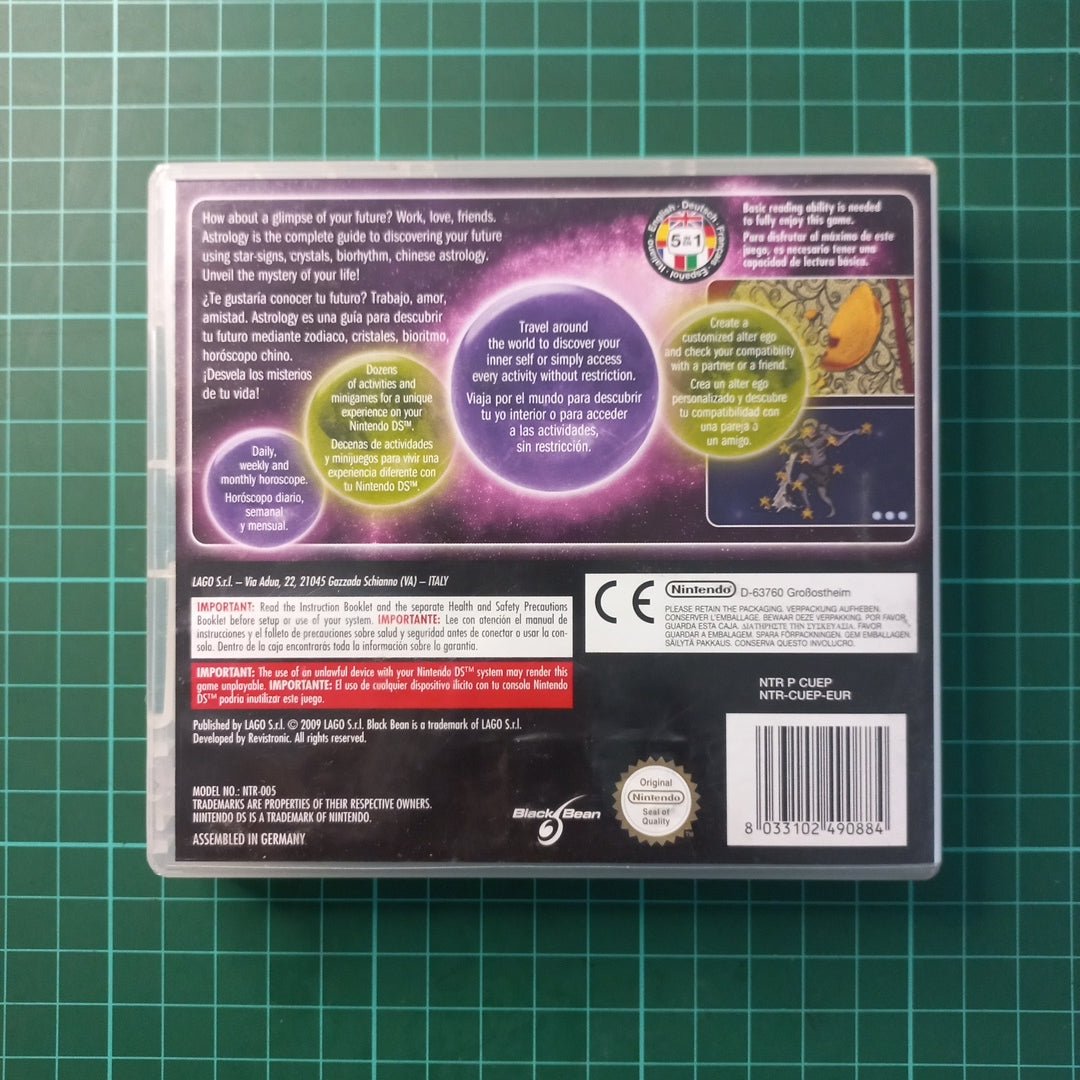 How about a glimpse of your future? Work, love, friends.
Astrology is the complete guide to discovering your future
using star-signs, crystals, biorhythm, chinese astrology.
Unveil the mystery of your life!
¿Te gustaría conocer tu futuro? Trabajo, amor,
amistad. Astrology es una guía para descubrir
tu futuro mediante zodiaco, cristales, bioritmo,
horóscopo chino.
¡Desvela los misterios
de tu vida!
English · Deutsch · Français · Español · Italiano
5 in 1
Basic reading ability is needed
to fully enjoy this game.
Para disfrutar al máximo de este
juego, es necesario tener una
capacidad de lectura básica.
Daily,
weekly and
monthly horoscope.
Horóscopo diario,
semanal
y mensual.
Dozens
of activities and
minigames for a unique
experience on your
Nintendo DS™.
Decenas de actividades
y minijuegos para vivir una
experiencia diferente con
tu Nintendo DS™.
Travel around
the world to discover your
inner self or simply access
every activity without restriction.
Viaja por el mundo para descubrir
tu yo interior o para acceder
a las actividades,
sin restricción.
Create a
customized alter ego
and check your compatibility
with a partner or a friend.
Crea un alter ego
personalizado y descubre
tu compatibilidad con
una pareja o
un amigo.
LAGO S.r.l. – Via Adua, 22, 21045 Gazzada Schianno (VA) – ITALY
IMPORTANT: Read the Instruction Booklet and the separate Health and Safety Precautions
Booklet before setup or use of your system. IMPORTANTE: Lee con atención el manual de
instrucciones y el folleto de precauciones sobre salud y seguridad antes de conectar o usar la con-
sola. Dentro de la caja encontrarás toda la información sobre la garantía.
IMPORTANT: The use of an unlawful device with your Nintendo DS™ system may render this
game unplayable. IMPORTANTE: El uso de cualquier dispositivo ilícito con tu consola Nintendo
DS™ podría inutilizar este juego.
Published by LAGO S.r.l. © 2009 LAGO S.r.l. Black Bean is a trademark of LAGO S.r.l.
Developed by Revistronic. All rights reserved.
MODEL NO.: NTR-005
TRADEMARKS ARE PROPERTIES OF THEIR RESPECTIVE OWNERS.
NINTENDO DS IS A TRADEMARK OF NINTENDO.
ASSEMBLED IN GERMANY
CE
Nintendo D-63760 Großostheim
PLEASE RETAIN THE PACKAGING. VERPACKUNG AUFHEBEN.
CONSERVER L'EMBALLAGE. BEWAAR DEZE VERPAKKING. POR FAVOR,
GUARDA ESTA CAJA. ΔΙΑΤΗΡΗΣΤΕ ΤΗΝ ΣΥΣΚΕΥΑΣΙΑ. FAVOR
GUARDAR A EMBALAGEM. SPARA FÖRPACKNINGEN. GEM EMBALLAGEN.
SÄILYTÄ PAKKAUS. CONSERVA QUESTO INVOLUCRO.
NTR P CUEP
NTR-CUEP-EUR
Black Bean
Original
Nintendo
Seal of
Quality
TM
8 033102 490884